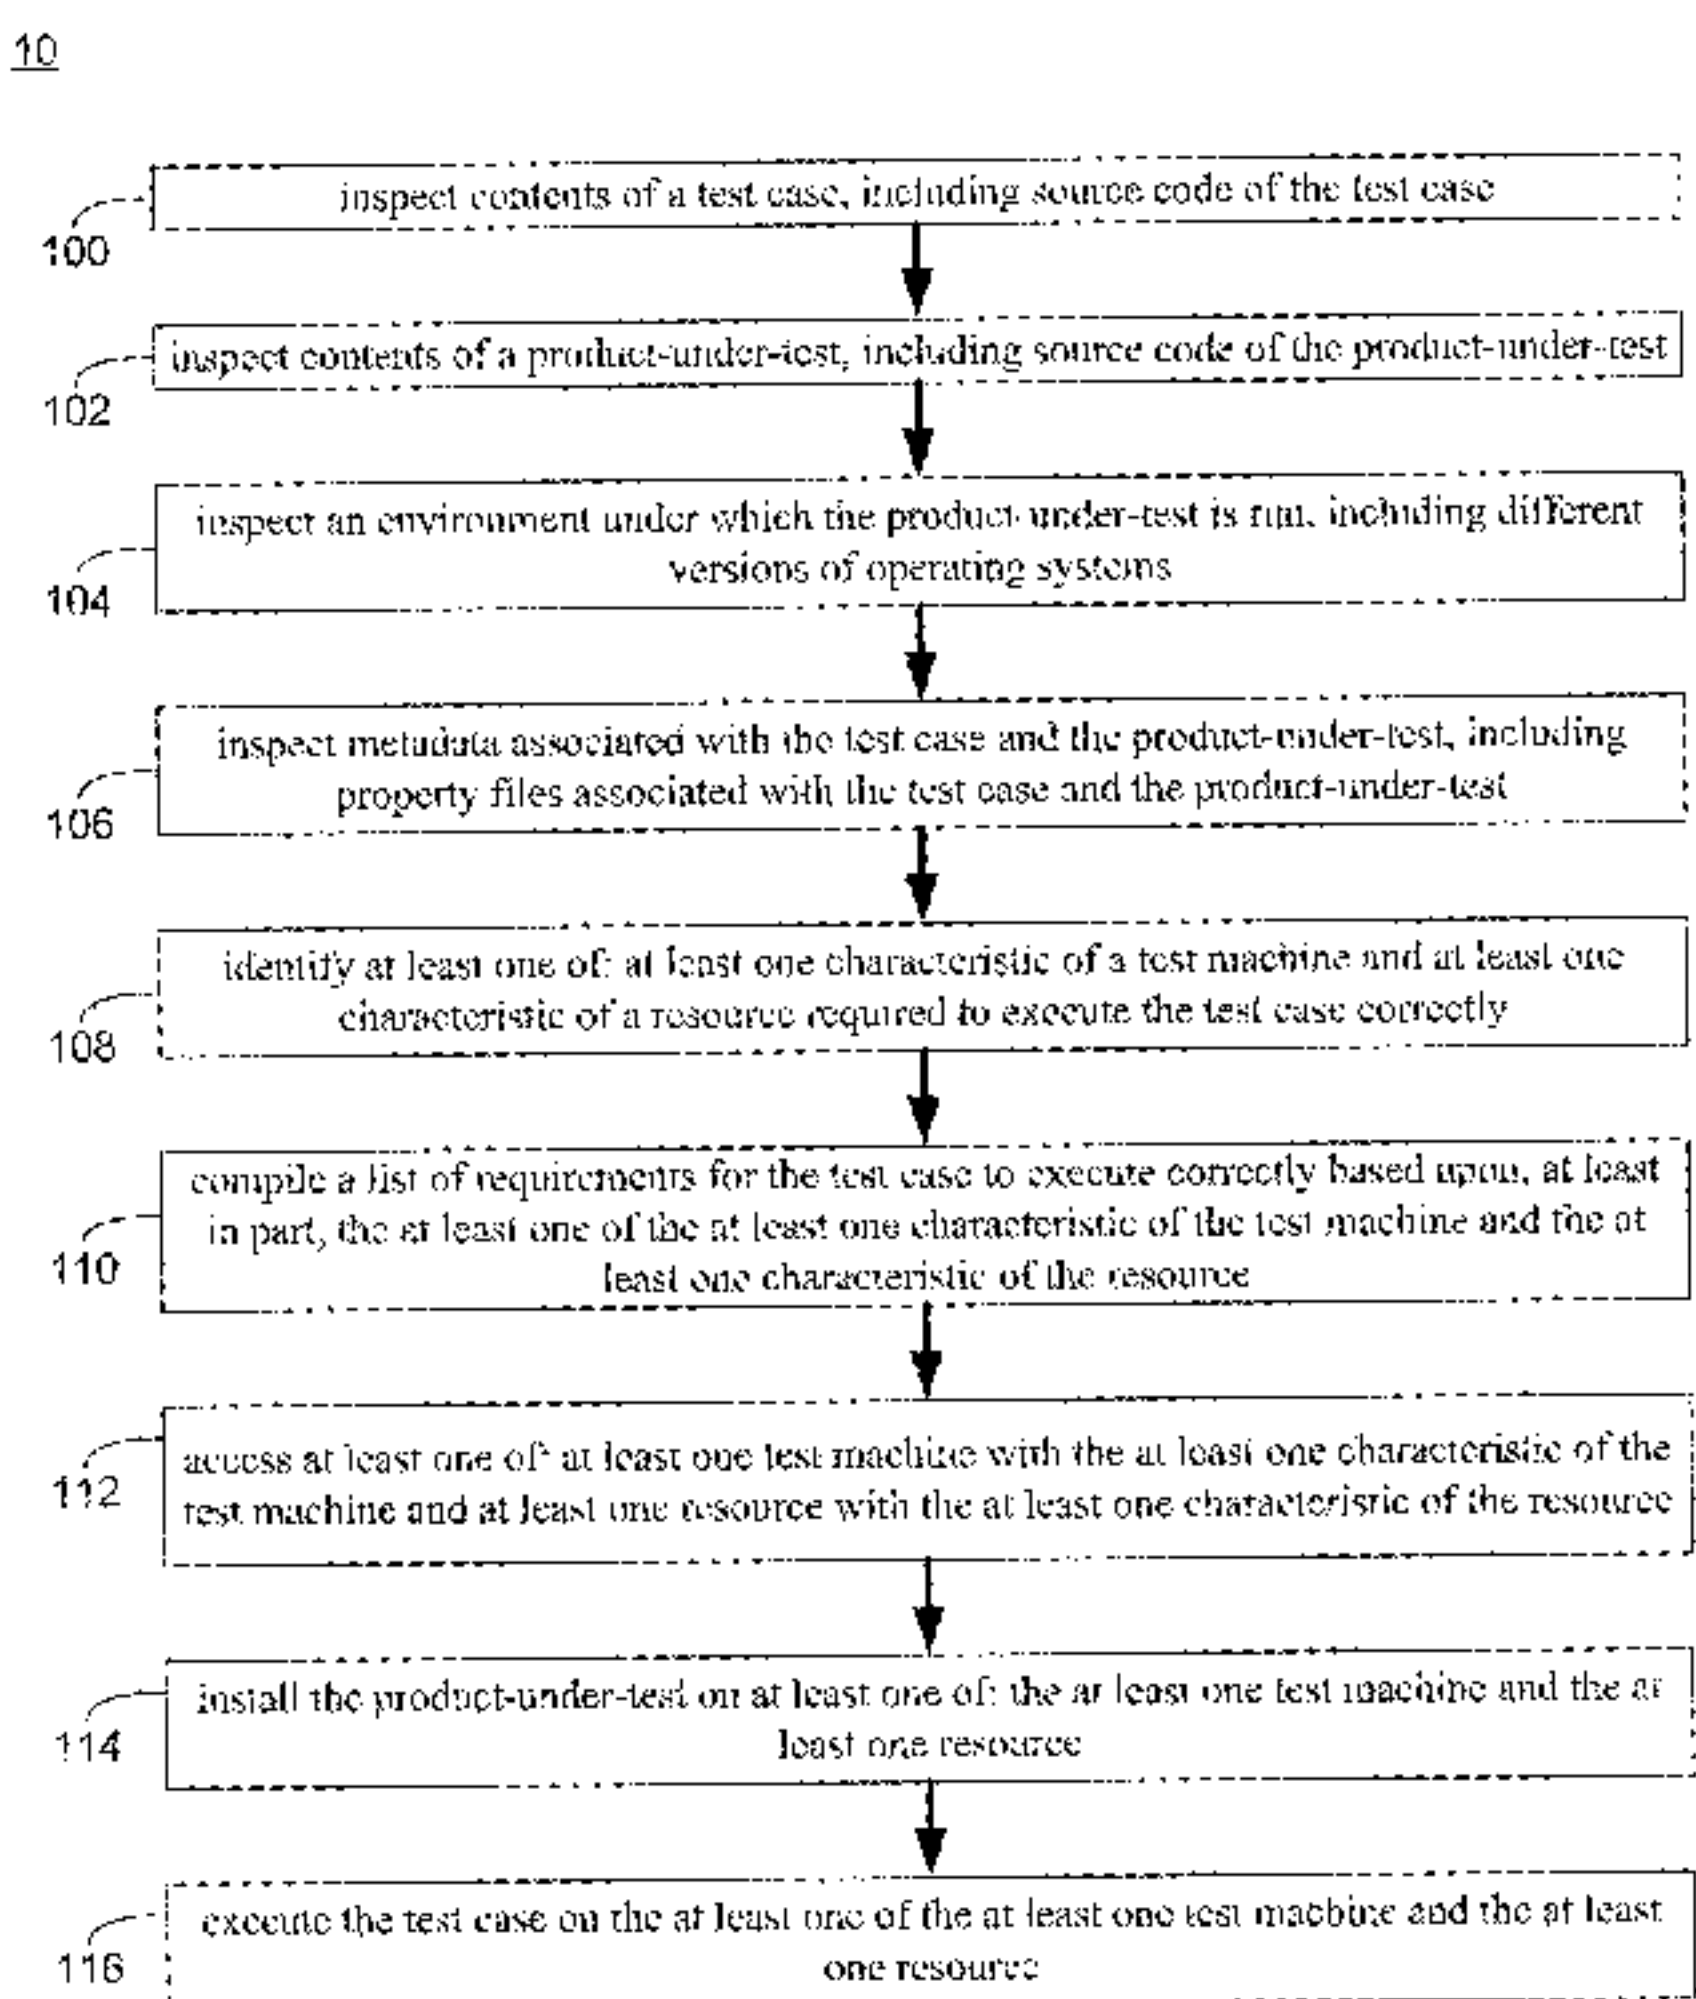 10
inspect contents of a test case, including source code of the test case
100
inspect contents of a product-under-test, including source code of the product-under-test
102
inspect an environment under which the product-under-test is run, including different
versions of operating systems
104
inspect metadata associated with the test case and the product-under-test, including
property files associated with the test case and the product-under-test
106
identify at least one of: at least one characteristic of a test machine and at least one
characteristic of a resource required to execute the test case correctly
108
compile a list of requirements for the test case to execute correctly based upon, at least
in part, the at least one of the at least one characteristic of the test machine and the at
least one characteristic of the resource
110
access at least one of: at least one test machine with the at least one characteristic of the
test machine and at least one resource with the at least one characteristic of the resource
112
install the product-under-test on at least one of: the at least one test machine and the at
least one resource
114
execute the test case on the at least one of the at least one test machine and the at least
one resource
116